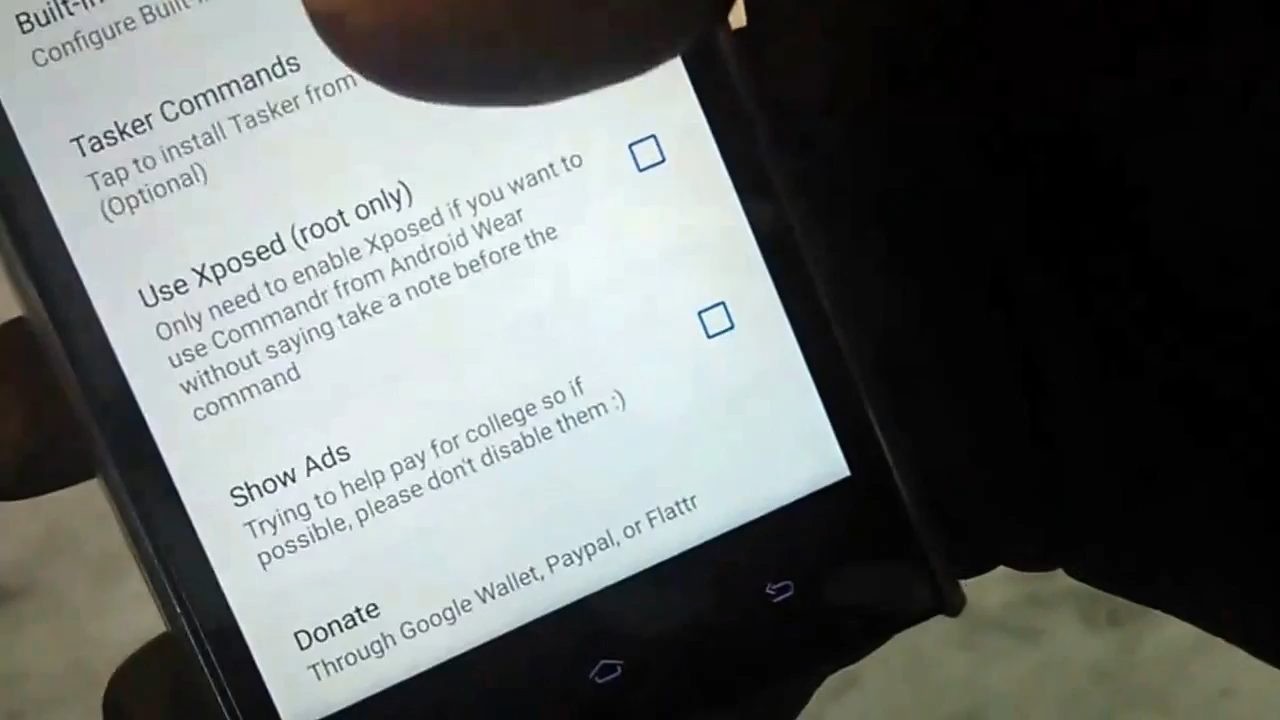 Configure
Tasker Commands
Tap to install Tasker from
(Optional)
Use Xposed (root only)
Only need to enable Xposed if you want to
use Commandr from Android Wear
without saying take a note before the
command
Show Ads
Trying to help pay for college so if
possible, please don't disable them :)
Donate
Through Google Wallet, Paypal, or Flattr